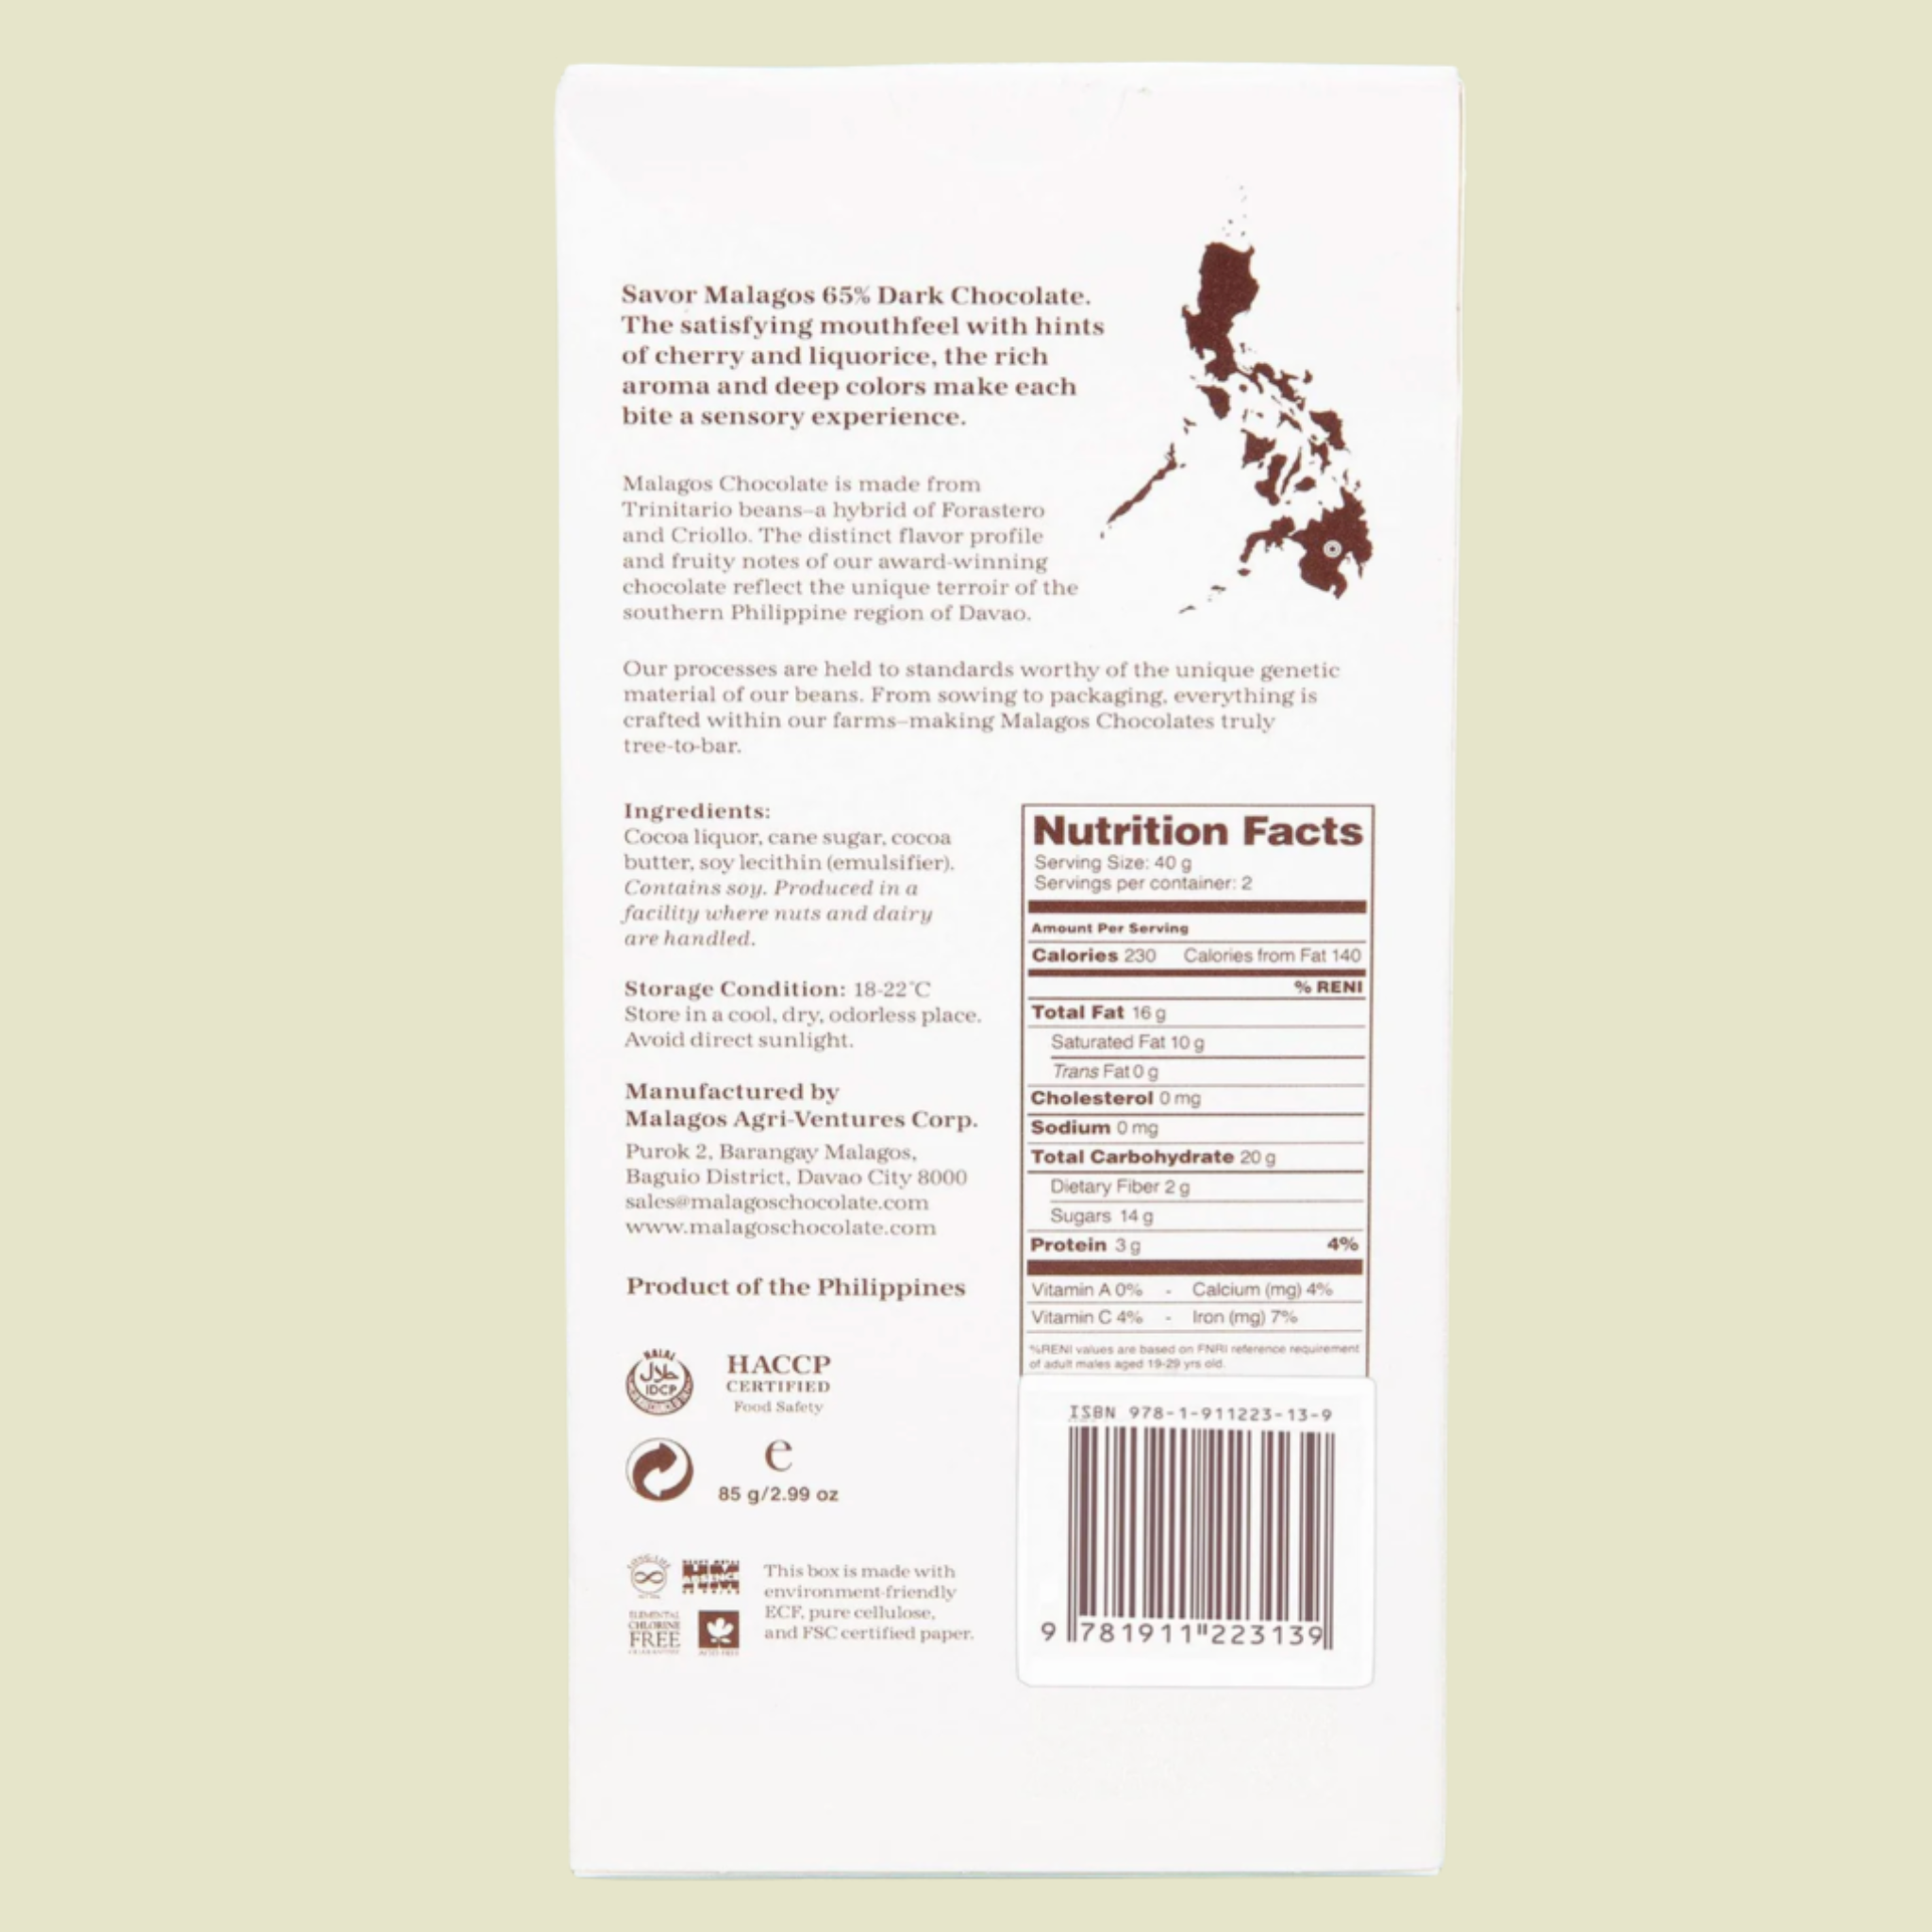 Savor Malagos 65% Dark Chocolate.
The satisfying mouthfeel with hints
of cherry and liquorice, the rich
aroma and deep colors make each
bite a sensory experience.
Malagos Chocolate is made from
Trinitario beans–a hybrid of Forastero
and Criollo. The distinct flavor profile
and fruity notes of our award-winning
chocolate reflect the unique terroir of the
southern Philippine region of Davao.
Our processes are held to standards worthy of the unique genetic
material of our beans. From sowing to packaging, everything is
crafted within our farms–making Malagos Chocolates truly
tree-to-bar.
Ingredients:
Cocoa liquor, cane sugar, cocoa
butter, soy lecithin (emulsifier).
Contains soy. Produced in a
facility where nuts and dairy
are handled.
Storage Condition: 18-22°C
Store in a cool, dry, odorless place.
Avoid direct sunlight.
Manufactured by
Malagos Agri-Ventures Corp.
Purok 2, Barangay Malagos,
Baguio District, Davao City 8000
sales@malagoschocolate.com
www.malagoschocolate.com
Product of the Philippines
HALAL
حلال
IDCP
HACCP
CERTIFIED
Food Safety
e
85 g/2.99 oz
LONG-LIFE
HEAVY METAL
HM
ABSENCE
ELEMENTAL
CHLORINE
FREE
GUARANTEE
ACID-FREE
This box is made with
environment-friendly
ECF, pure cellulose,
and FSC certified paper.
Nutrition Facts
Serving Size: 40 g
Servings per container: 2
Amount Per Serving
Calories 230 Calories from Fat 140
% RENI
Total Fat 16 g
Saturated Fat 10 g
Trans Fat 0 g
Cholesterol 0 mg
Sodium 0 mg
Total Carbohydrate 20 g
Dietary Fiber 2 g
Sugars 14 g
Protein 3 g 4%
Vitamin A 0% - Calcium (mg) 4%
Vitamin C 4% - Iron (mg) 7%
%RENI values are based on FNRI reference requirement
of adult males aged 19-29 yrs old.
ISBN 978-1-911223-13-9
9 781911 223139